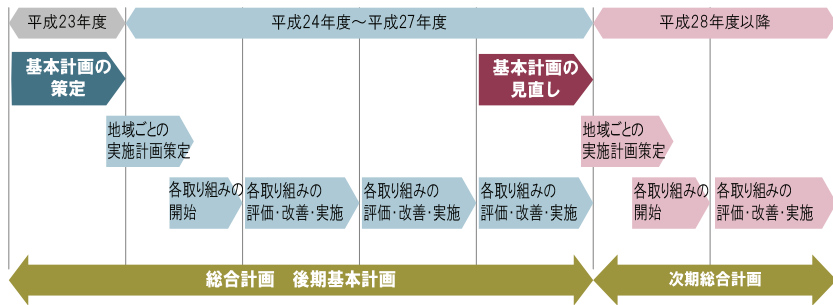 平成23年度
平成24年度～平成27年度
平成28年度以降
基本計画の
策定
基本計画の
見直し
地域ごとの
実施計画策定
地域ごとの
実施計画策定
各取り組みの
開始
各取り組みの
評価・改善・実施
各取り組みの
評価・改善・実施
各取り組みの
評価・改善・実施
各取り組みの
開始
各取り組みの
評価・改善・実施
総合計画　後期基本計画
次期総合計画